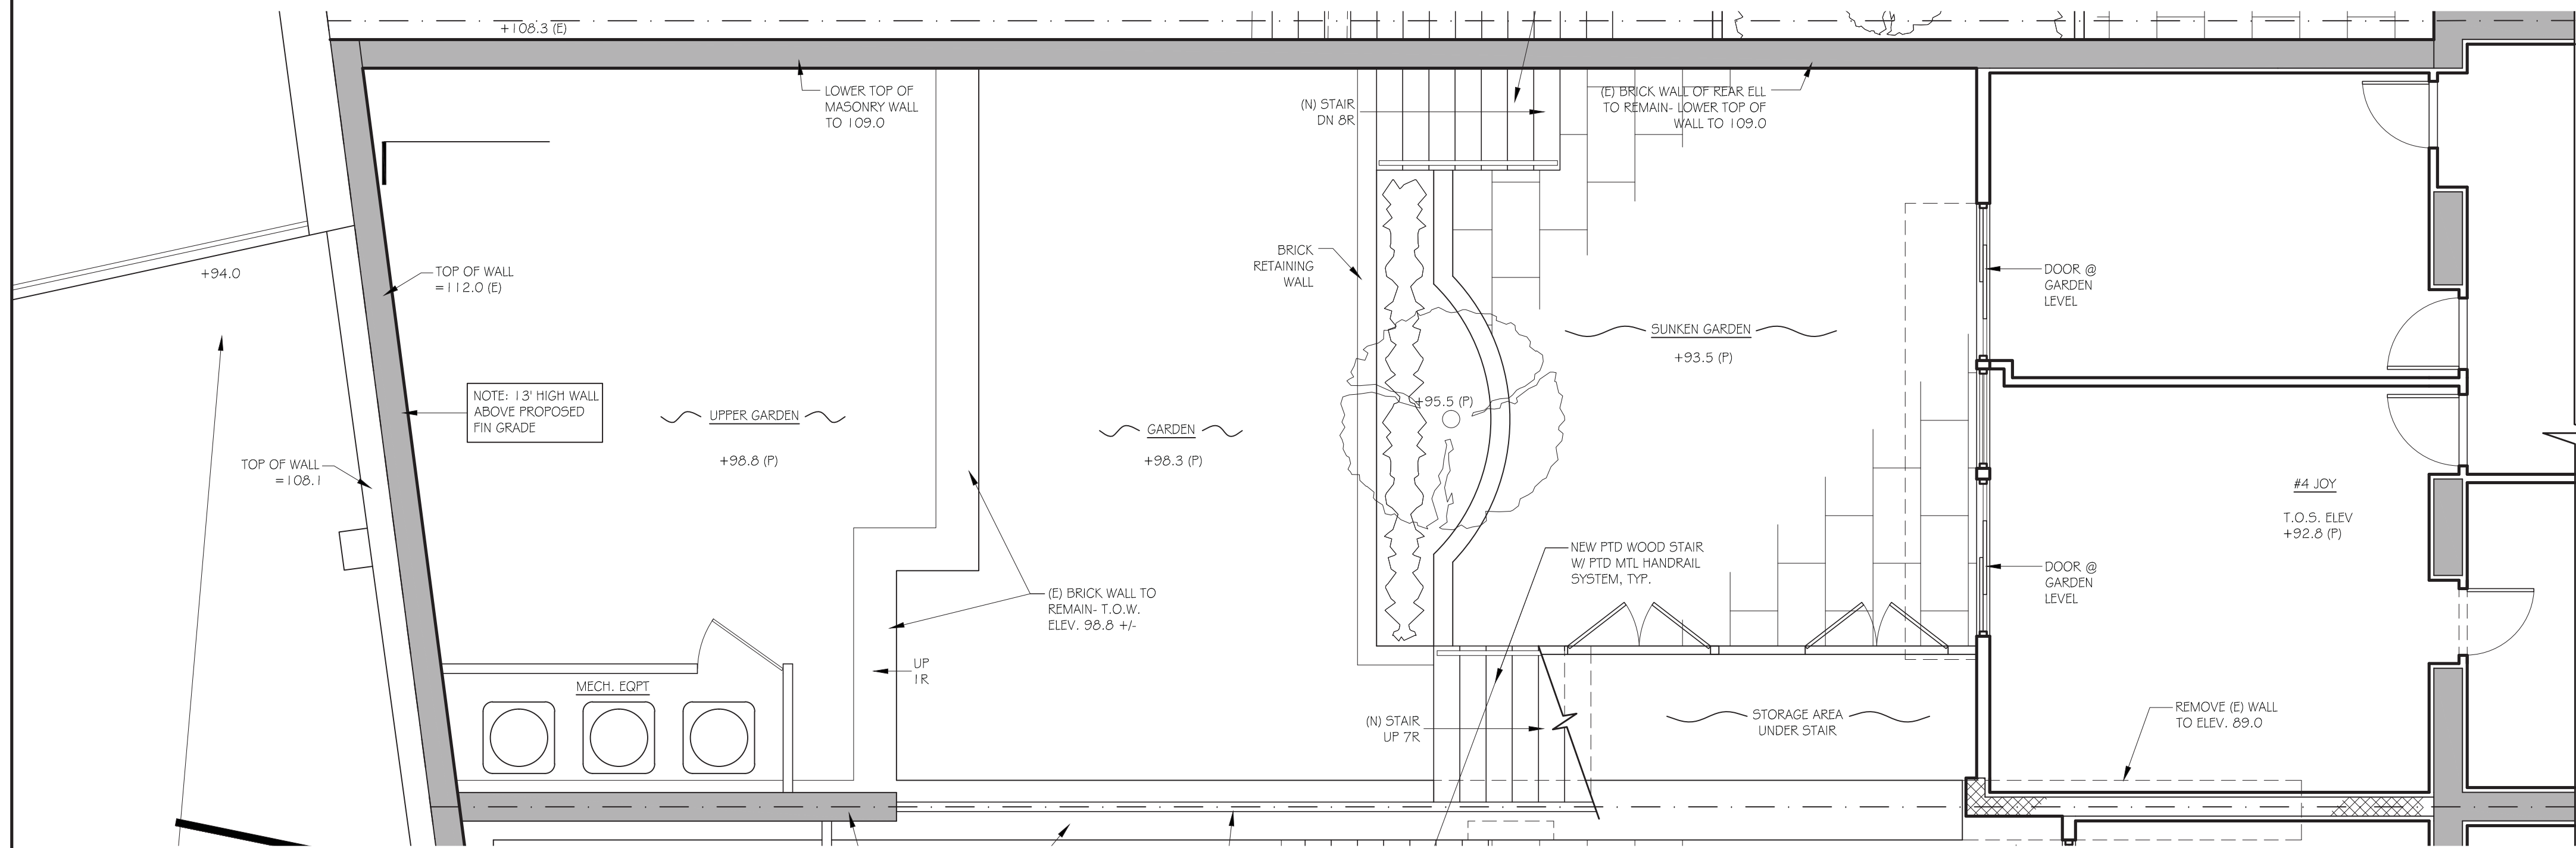 +108.3 (E)
LOWER TOP OF
MASONRY WALL
TO 109.0
(N) STAIR
DN 8R
(E) BRICK WALL OF REAR ELL
TO REMAIN- LOWER TOP OF
WALL TO 109.0
+94.0
TOP OF WALL
=112.0 (E)
BRICK
RETAINING
WALL
DOOR @
GARDEN
LEVEL
SUNKEN GARDEN
+93.5 (P)
NOTE: 13' HIGH WALL
ABOVE PROPOSED
FIN GRADE
UPPER GARDEN
+98.8 (P)
GARDEN
+98.3 (P)
+95.5 (P)
TOP OF WALL
=108.1
#4 JOY
T.O.S. ELEV
+92.8 (P)
NEW PTD WOOD STAIR
W/ PTD MTL HANDRAIL
SYSTEM, TYP.
DOOR @
GARDEN
LEVEL
(E) BRICK WALL TO
REMAIN- T.O.W.
ELEV. 98.8 +/-
UP
1R
MECH. EQPT
(N) STAIR
UP 7R
STORAGE AREA
UNDER STAIR
REMOVE (E) WALL
TO ELEV. 89.0